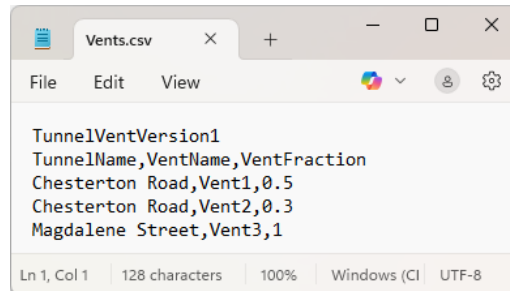 Vents.csv
File Edit View
TunnelVentVersion1
TunnelName,VentName,VentFraction
Chesterton Road,Vent1,0.5
Chesterton Road,Vent2,0.3
Magdalene Street,Vent3,1
Ln 1, Col 1 128 characters 100% Windows (Cl UTF-8